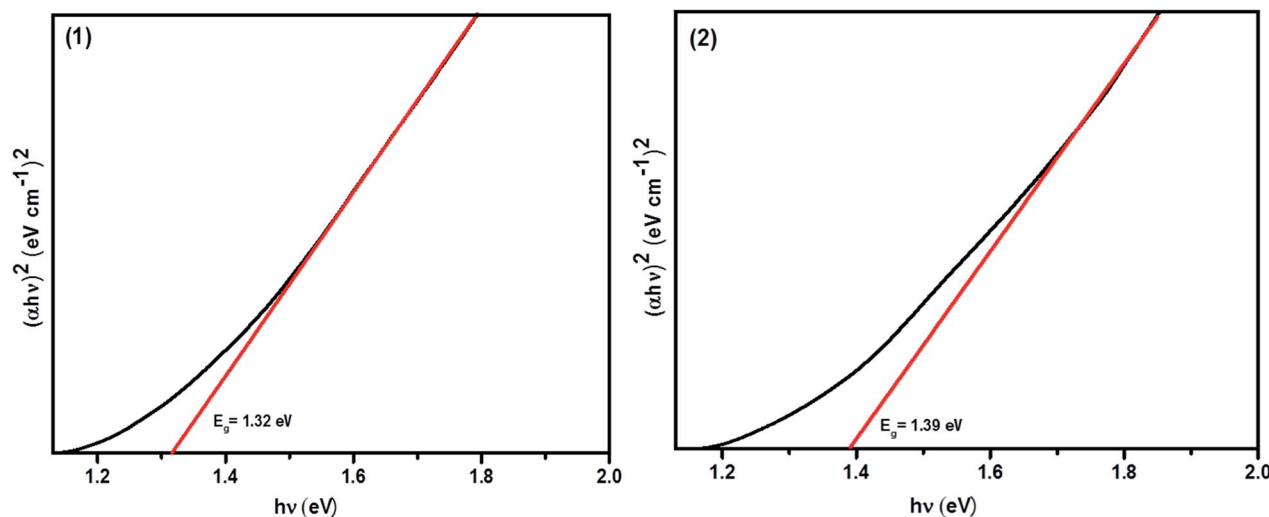 (1)
(αhν)² (eV cm⁻¹)²
E_g= 1.32 eV
1.2 1.4 1.6 1.8 2.0
hν (eV)
(2)
(αhν)² (eV cm⁻¹)²
E_g= 1.39 eV
1.2 1.4 1.6 1.8 2.0
hν (eV)